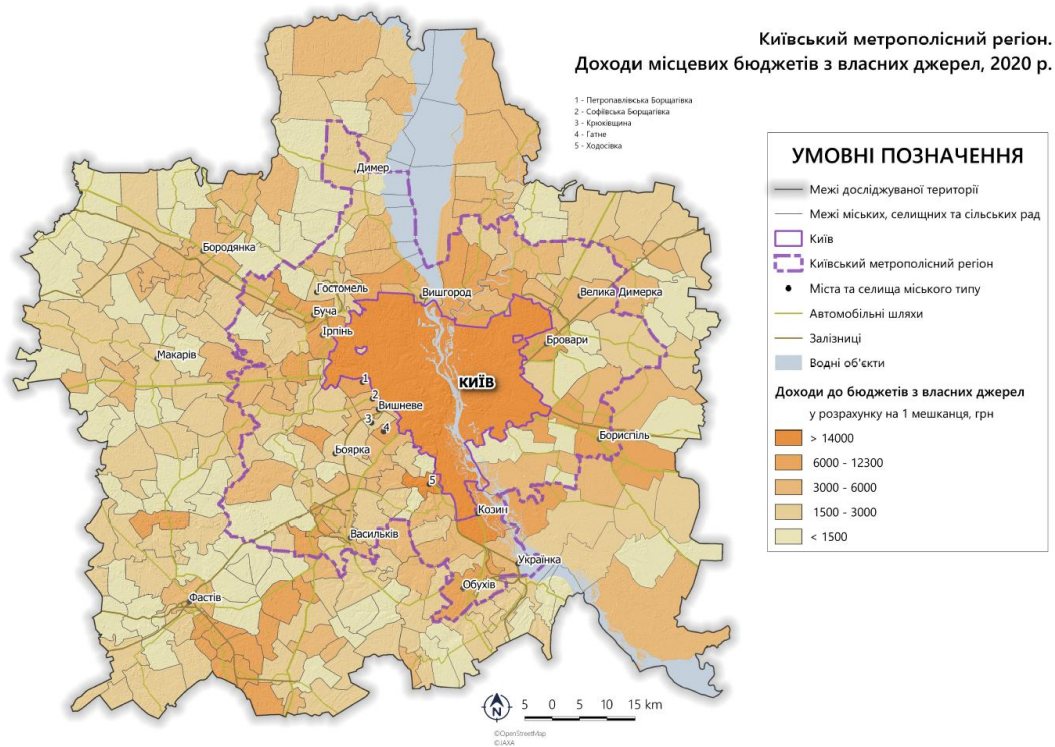 Київський метрополісний регіон.
Доходи місцевих бюджетів з власних джерел, 2020 р.
1 - Петропавлівська Борщагівка
2 - Софіївська Борщагівка
3 - Крюківщина
4 - Гатне
5 - Ходосівка
УМОВНІ ПОЗНАЧЕННЯ
Межі досліджуваної території
Межі міських, селищних та сільських рад
Київ
Київський метрополісний регіон
Міста та селища міського типу
Автомобільні шляхи
Залізниці
Водні об'єкти
Доходи до бюджетів з власних джерел
у розрахунку на 1 мешканця, грн
> 14000
6000 - 12300
3000 - 6000
1500 - 3000
< 1500
Димер
Бородянка
Гостомель
Вишгород
Велика Димерка
Буча
Ірпінь
Бровари
Макарів
КИЇВ
1
2
Вишневе
3
4
Бориспіль
Боярка
5
Козин
Васильків
Українка
Обухів
Фастів
N
5 0 5 10 15 km
©OpenStreetMap
©JAXA